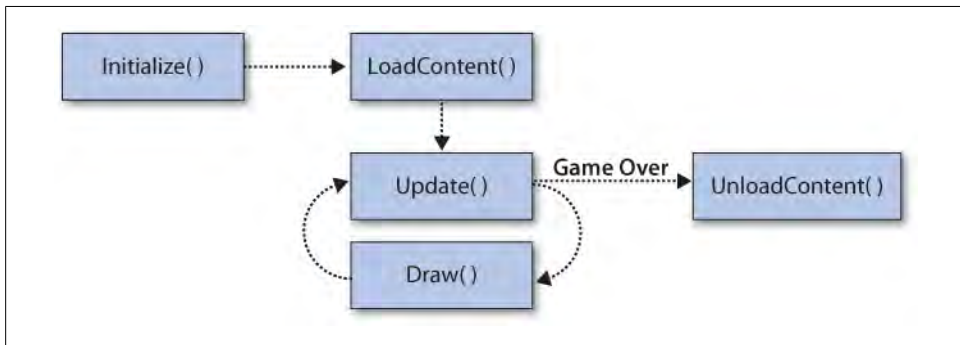 Initialize( )
LoadContent( )
Update( )
Game Over
UnloadContent( )
Draw( )